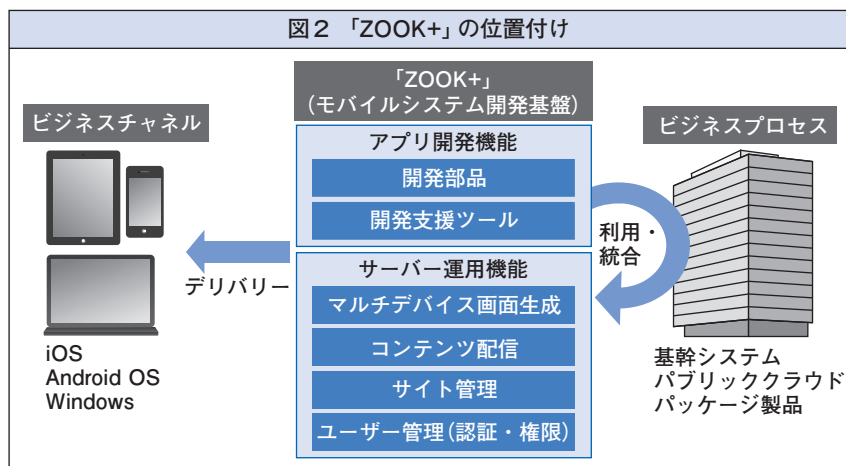 図2 「ZOOK+」の位置付け
ビジネスチャネル
iOS
Android OS
Windows
デリバリー
「ZOOK+」
(モバイルシステム開発基盤)
アプリ開発機能
開発部品
開発支援ツール
サーバー運用機能
マルチデバイス画面生成
コンテンツ配信
サイト管理
ユーザー管理(認証・権限)
利用・
統合
ビジネスプロセス
基幹システム
パブリッククラウド
パッケージ製品